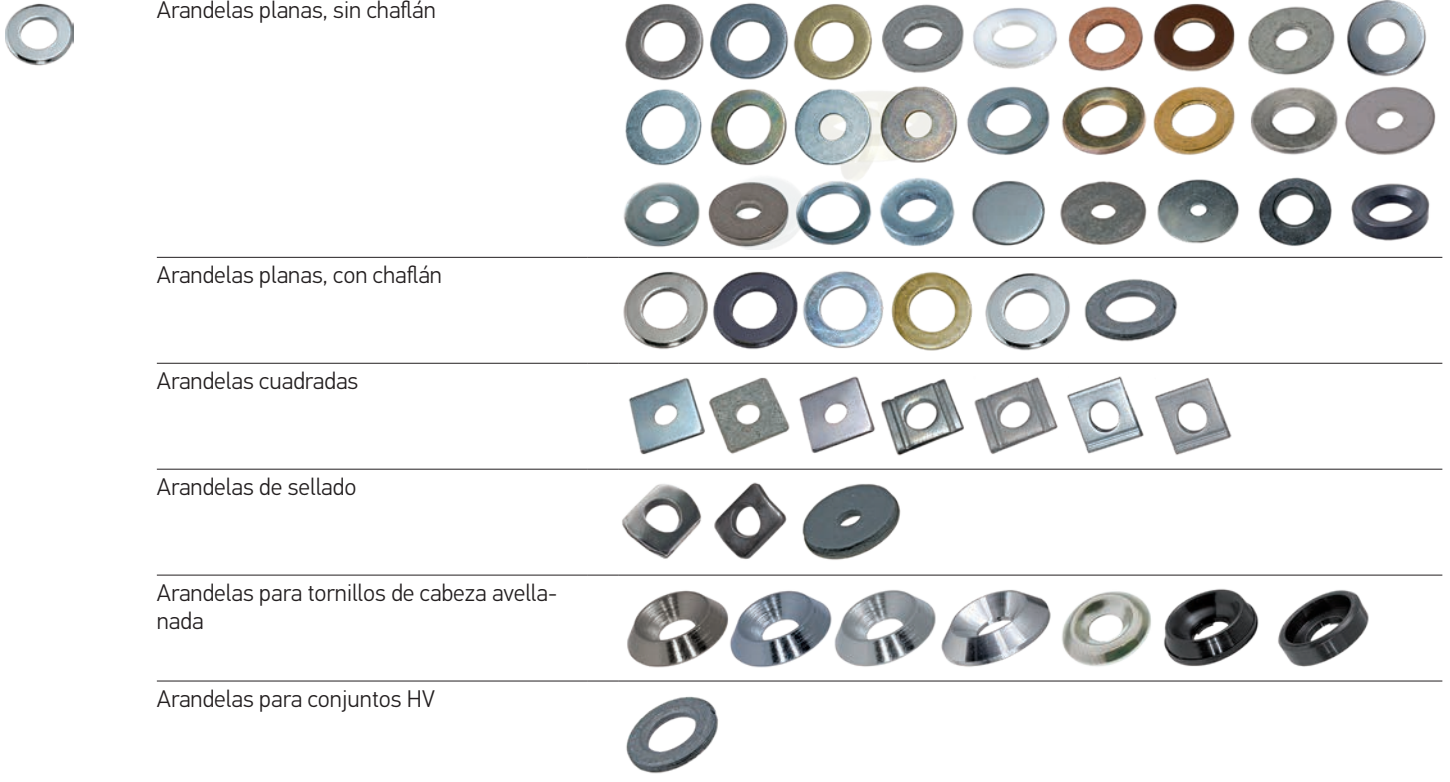 Arandelas planas, sin chaflán
Arandelas planas, con chaflán
Arandelas cuadradas
Arandelas de sellado
Arandelas para tornillos de cabeza avella-
nada
Arandelas para conjuntos HV